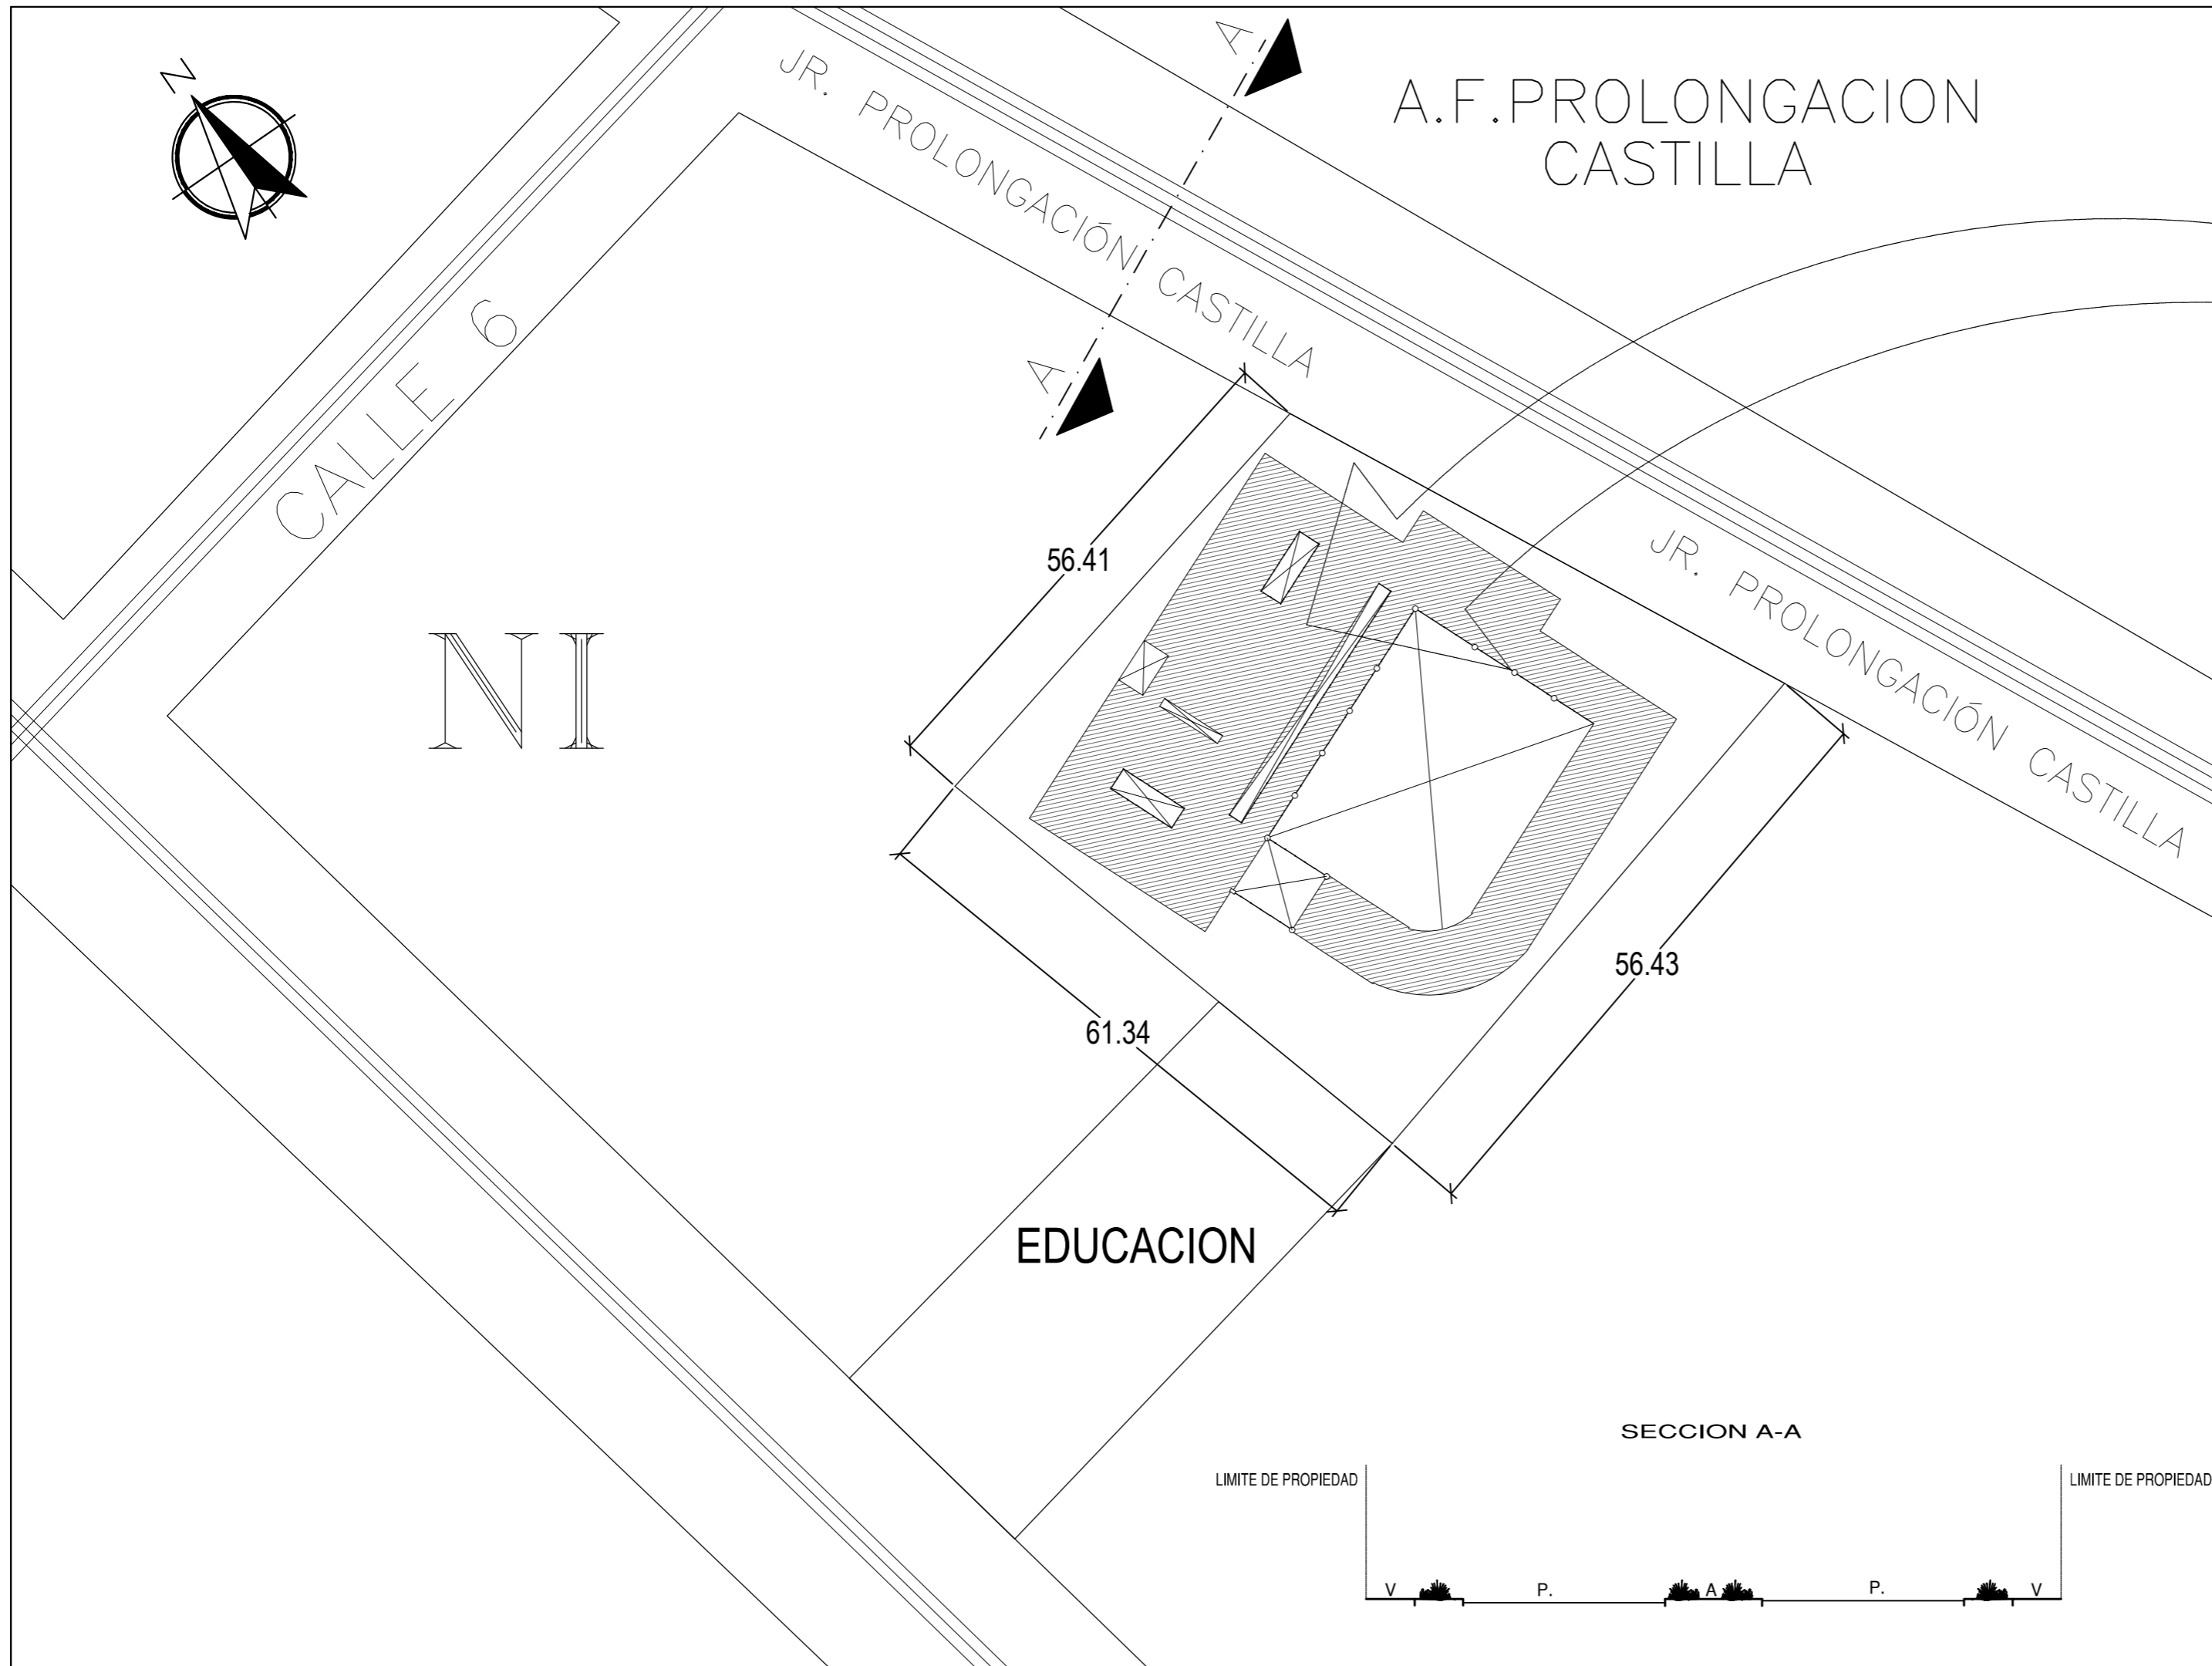 N
A
A.F.PROLONGACION
CASTILLA
JR. PROLONGACIÓN CASTILLA
CALLE 6
A
56.41
JR. PROLONGACIÓN CASTILLA
NI
56.43
61.34
EDUCACION
SECCION A-A
LIMITE DE PROPIEDAD
LIMITE DE PROPIEDAD
V
P.
A
P.
V